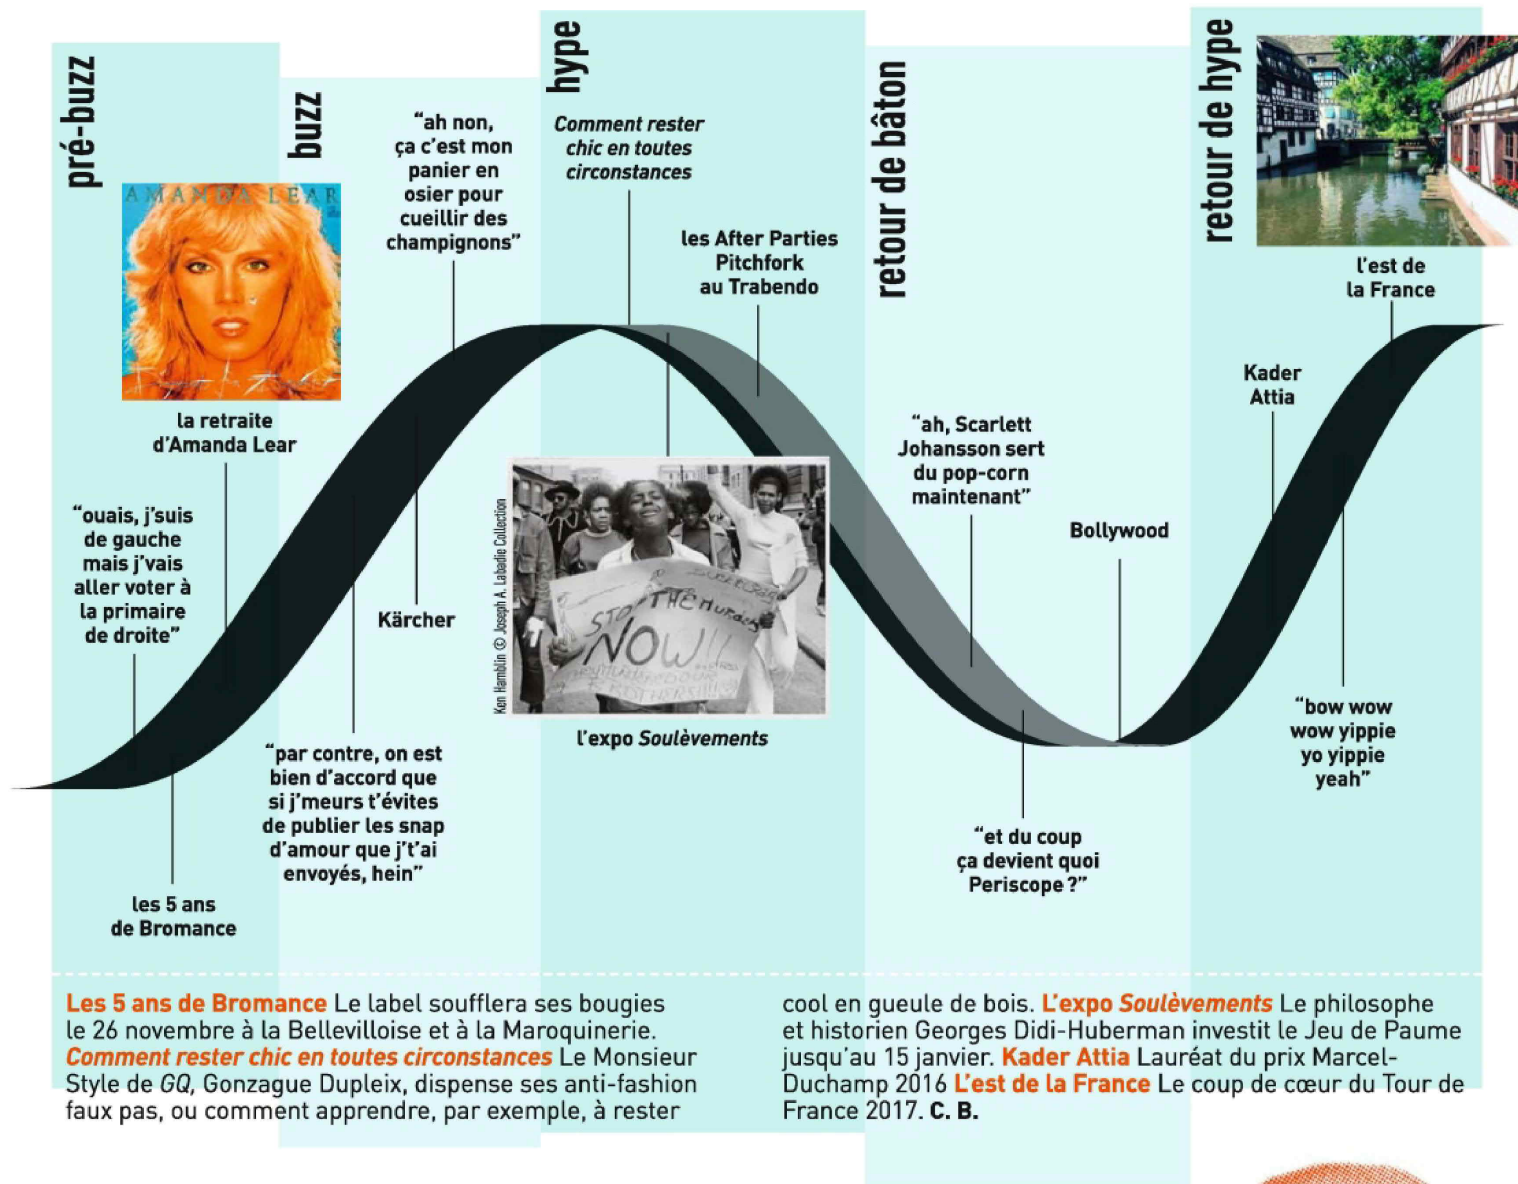 pré-buzz
buzz
hype
retour de bâton
retour de hype
AMANDA LEAR
la retraite
d'Amanda Lear
“ouais, j'suis
de gauche
mais j'vais
aller voter à
la primaire
de droite”
les 5 ans
de Bromance
“ah non,
ça c'est mon
panier en
osier pour
cueillir des
champignons”
Kärcher
“par contre, on est
bien d'accord que
si j'meurs t'évites
de publier les snap
d'amour que j't'ai
envoyés, hein”
Comment rester
chic en toutes
circonstances
les After Parties
Pitchfork
au Trabendo
Ken Hamblin © Joseph A. Labadie Collection
STOP THE MURDERS
NOW!!
l'expo Soulèvements
“ah, Scarlett
Johansson sert
du pop-corn
maintenant”
Bollywood
“et du coup
ça devient quoi
Periscope ?”
l'est de
la France
Kader
Attia
“bow wow
wow yippie
yo yippie
yeah”
Les 5 ans de Bromance Le label soufflera ses bougies
le 26 novembre à la Bellevilloise et à la Maroquinerie.
Comment rester chic en toutes circonstances Le Monsieur
Style de GQ, Gonzague Dupleix, dispense ses anti-fashion
faux pas, ou comment apprendre, par exemple, à rester
cool en gueule de bois. L'expo Soulèvements Le philosophe
et historien Georges Didi-Huberman investit le Jeu de Paume
jusqu'au 15 janvier. Kader Attia Lauréat du prix Marcel-
Duchamp 2016 L'est de la France Le coup de cœur du Tour de
France 2017. C. B.